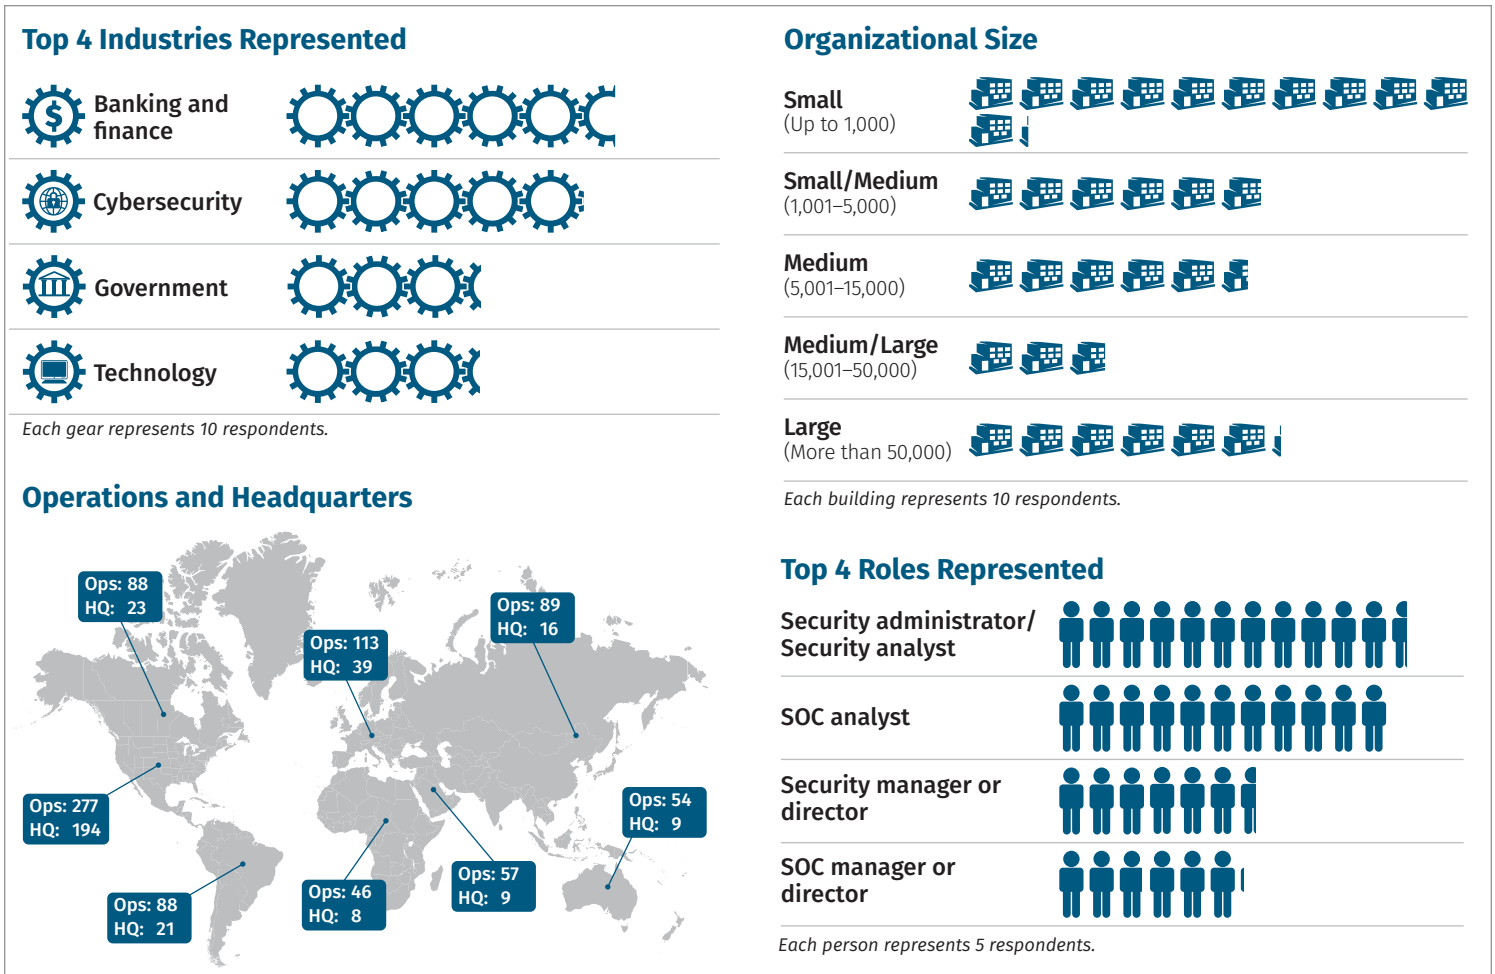 Top 4 Industries Represented
Banking and
finance
Cybersecurity
Government
Technology
Each gear represents 10 respondents.
Operations and Headquarters
Ops: 88
HQ: 23
Ops: 113
HQ: 39
Ops: 89
HQ: 16
Ops: 277
HQ: 194
Ops: 54
HQ: 9
Ops: 88
HQ: 21
Ops: 46
HQ: 8
Ops: 57
HQ: 9
Organizational Size
Small
(Up to 1,000)
Small/Medium
(1,001–5,000)
Medium
(5,001–15,000)
Medium/Large
(15,001–50,000)
Large
(More than 50,000)
Each building represents 10 respondents.
Top 4 Roles Represented
Security administrator/
Security analyst
SOC analyst
Security manager or
director
SOC manager or
director
Each person represents 5 respondents.